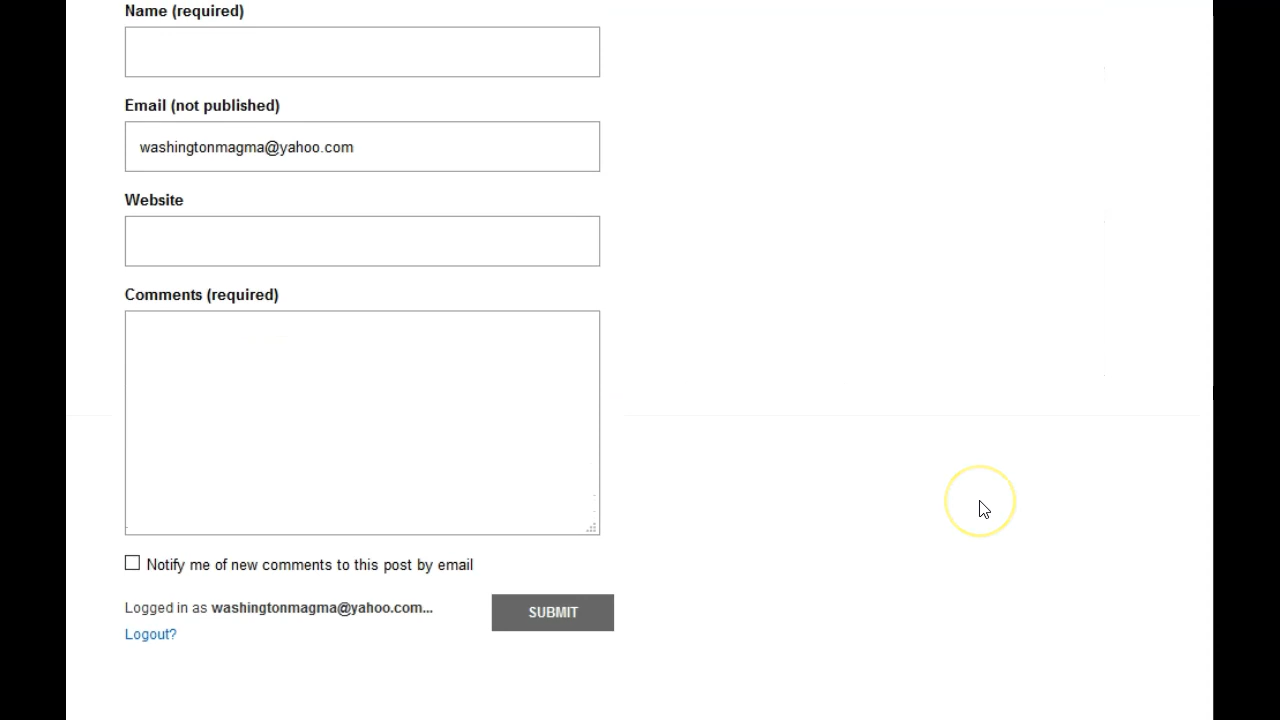 Name (required)
Email (not published)
washingtonmagma@yahoo.com
Website
Comments (required)
Notify me of new comments to this post by email
Logged in as washingtonmagma@yahoo.com...
SUBMIT
Logout?